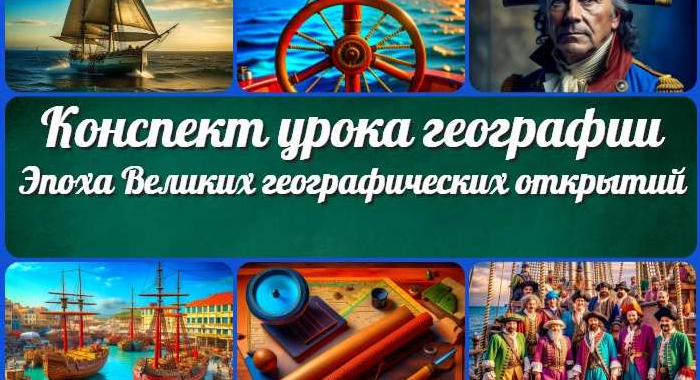 Конспект урока географии
Эпоха Великих географических открытий